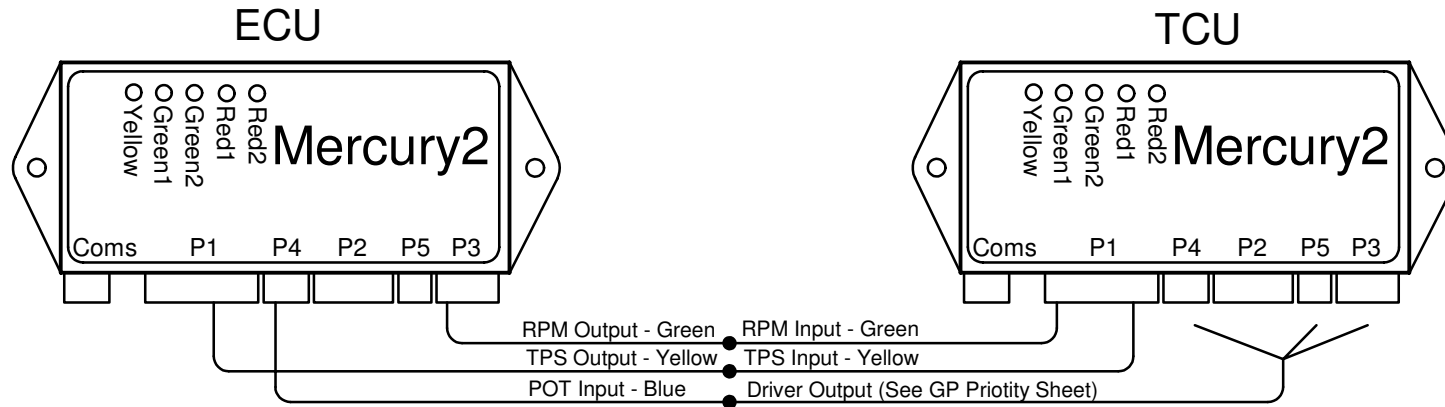 ECU
TCU
Yellow
Green1
Green2
Red1
Red2
Mercury2
Coms P1 P4 P2 P5 P3
Yellow
Green1
Green2
Red1
Red2
Mercury2
Coms P1 P4 P2 P5 P3
RPM Output - Green RPM Input - Green
TPS Output - Yellow TPS Input - Yellow
POT Input - Blue Driver Output (See GP Priotity Sheet)